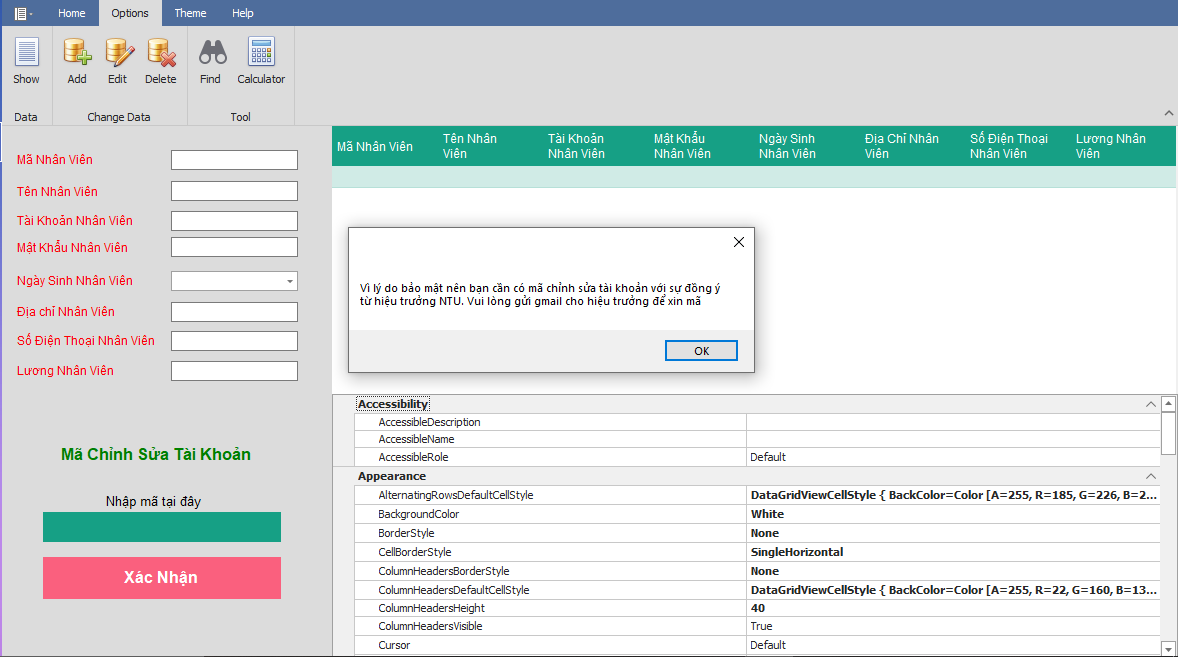 Home Options Theme Help
Show Add Edit Delete Find Calculator
Data Change Data Tool
Mã Nhân Viên
Tên Nhân Viên
Tài Khoản Nhân Viên
Mật Khẩu Nhân Viên
Ngày Sinh Nhân Viên
Địa chỉ Nhân Viên
Số Điện Thoại Nhân Viên
Lương Nhân Viên
Mã Chỉnh Sửa Tài Khoản
Nhập mã tại đây
Xác Nhận
Mã Nhân Viên
Tên Nhân
Viên
Tài Khoản
Nhân Viên
Mật Khẩu
Nhân Viên
Ngày Sinh
Nhân Viên
Địa Chỉ Nhân
Viên
Số Điện Thoại
Nhân Viên
Lương Nhân
Viên
Vì lý do bảo mật nên bạn cần có mã chỉnh sửa tài khoản với sự đồng ý
từ hiệu trưởng NTU. Vui lòng gửi gmail cho hiệu trưởng để xin mã
OK
Accessibility
AccessibleDescription
AccessibleName
AccessibleRole Default
Appearance
AlternatingRowsDefaultCellStyle DataGridViewCellStyle { BackColor=Color [A=255, R=185, G=226, B=2...
BackgroundColor White
BorderStyle None
CellBorderStyle SingleHorizontal
ColumnHeadersBorderStyle None
ColumnHeadersDefaultCellStyle DataGridViewCellStyle { BackColor=Color [A=255, R=22, G=160, B=13...
ColumnHeadersHeight 40
ColumnHeadersVisible True
Cursor Default